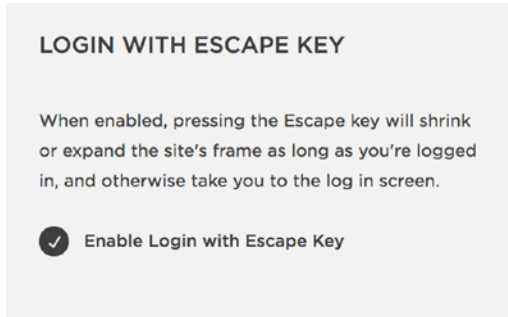 LOGIN WITH ESCAPE KEY
When enabled, pressing the Escape key will shrink
or expand the site's frame as long as you're logged
in, and otherwise take you to the log in screen.
Enable Login with Escape Key